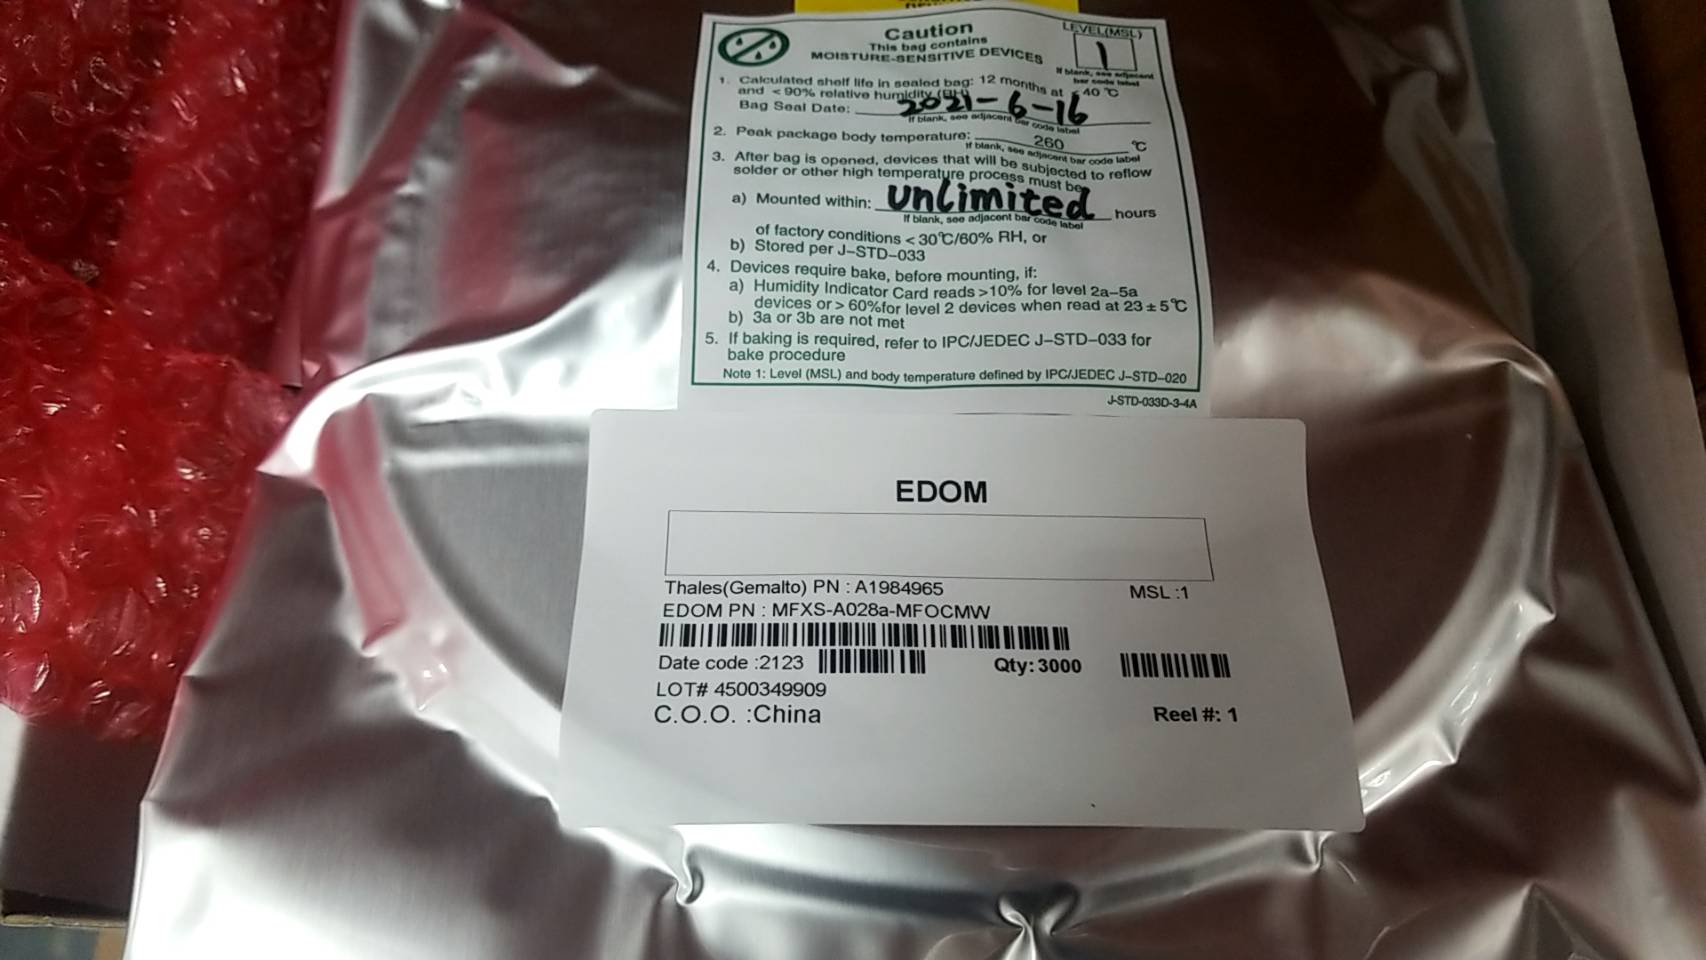 Caution
This bag contains
MOISTURE-SENSITIVE DEVICES
LEVEL(MSL)
1
If blank, see adjacent
bar code label
1. Calculated shelf life in sealed bag: 12 months at < 40 °C
and < 90% relative humidity (RH)
Bag Seal Date: 2021-6-16
If blank, see adjacent bar code label
2. Peak package body temperature: 260 °C
If blank, see adjacent bar code label
3. After bag is opened, devices that will be subjected to reflow
solder or other high temperature process must be
a) Mounted within: unlimited hours
If blank, see adjacent bar code label
of factory conditions < 30°C/60% RH, or
b) Stored per J-STD-033
4. Devices require bake, before mounting, if:
a) Humidity Indicator Card reads >10% for level 2a-5a
devices or > 60%for level 2 devices when read at 23 ± 5°C
b) 3a or 3b are not met
5. If baking is required, refer to IPC/JEDEC J-STD-033 for
bake procedure
Note 1: Level (MSL) and body temperature defined by IPC/JEDEC J-STD-020
J-STD-033D-3-4A
EDOM
Thales(Gemalto) PN : A1984965 MSL :1
EDOM PN : MFXS-A028a-MFOCMW
Date code :2123 Qty: 3000
LOT# 4500349909
C.O.O. :China Reel #: 1